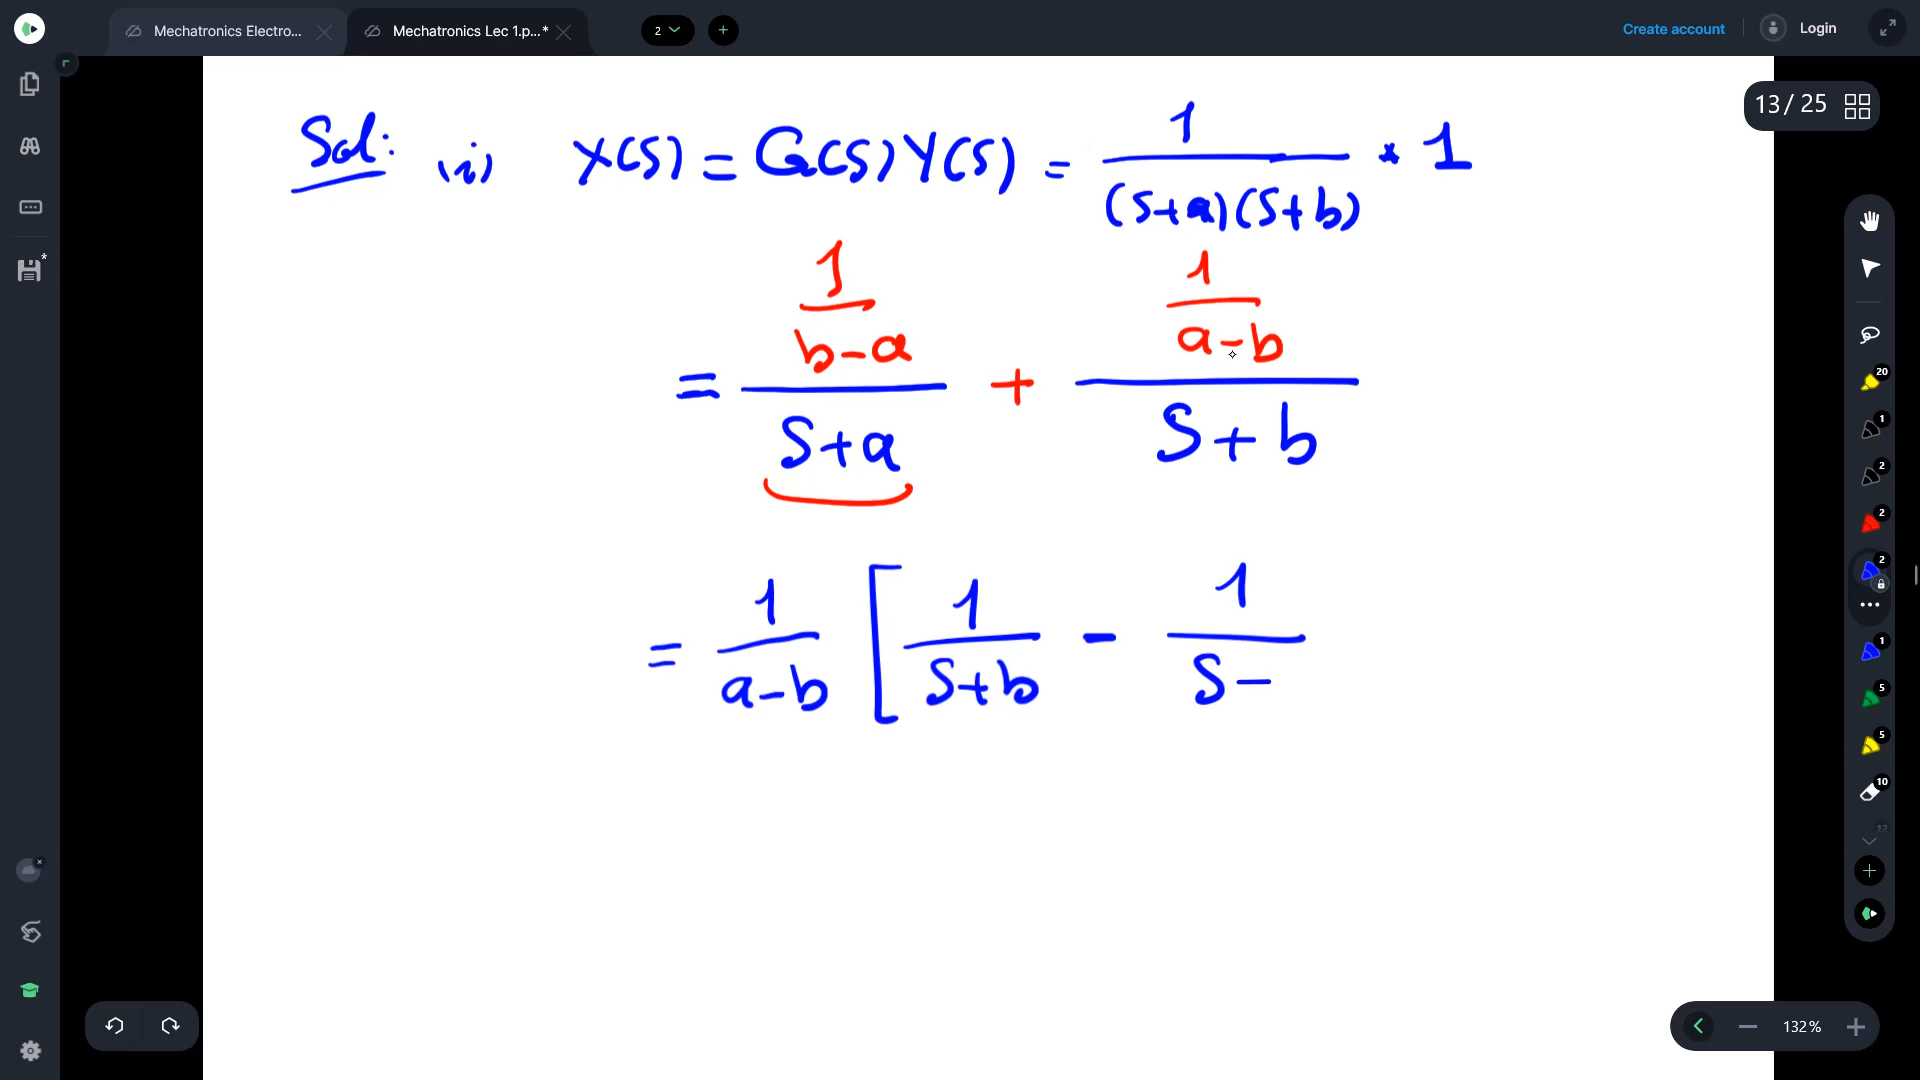 Mechatronics Electro...
Mechatronics Lec 1.p...*
2
Create account
Login
13 / 25
Sol: (i) X(S) = G(S) Y(S) = 1 / (S+a)(S+b) * 1
= (1 / b-a) / S+a + (1 / a-b) / S+b
= 1 / a-b [ 1 / S+b - 1 / S-
20
1
2
2
2
1
5
5
10
12
132%